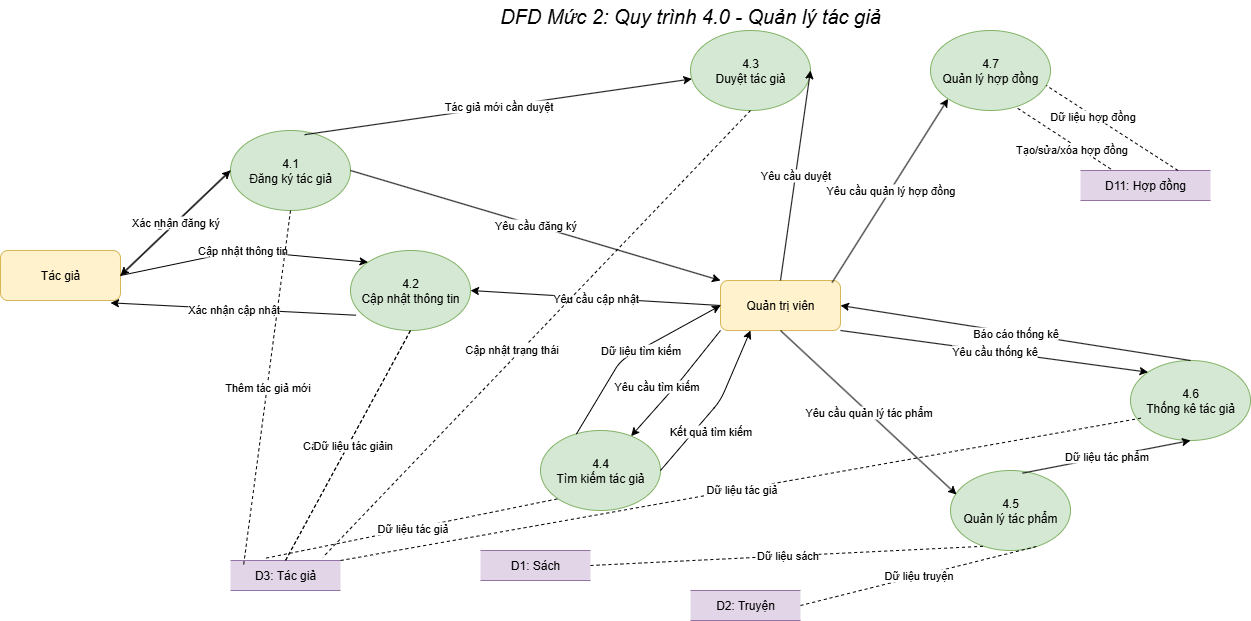 DFD Mức 2: Quy trình 4.0 - Quản lý tác giả
4.3
Duyệt tác giả
4.7
Quản lý hợp đồng
Tác giả mới cần duyệt
Dữ liệu hợp đồng
Tạo/sửa/xóa hợp đồng
4.1
Đăng ký tác giả
Yêu cầu duyệt
Yêu cầu quản lý hợp đồng
D11: Hợp đồng
Xác nhận đăng ký
Yêu cầu đăng ký
Cập nhật thông tin
Tác giả
4.2
Cập nhật thông tin
Yêu cầu cập nhật
Quản trị viên
Xác nhận cập nhật
Báo cáo thống kê
Yêu cầu thống kê
Cập nhật trạng thái
Dữ liệu tìm kiếm
Thêm tác giả mới
Yêu cầu tìm kiếm
4.6
Thống kê tác giả
Yêu cầu quản lý tác phẩm
Kết quả tìm kiếm
Dữ liệu tác giả
Dữ liệu tác phẩm
4.4
Tìm kiếm tác giả
Dữ liệu tác giả
4.5
Quản lý tác phẩm
Dữ liệu tác giả
D1: Sách
Dữ liệu sách
D3: Tác giả
Dữ liệu truyện
D2: Truyện